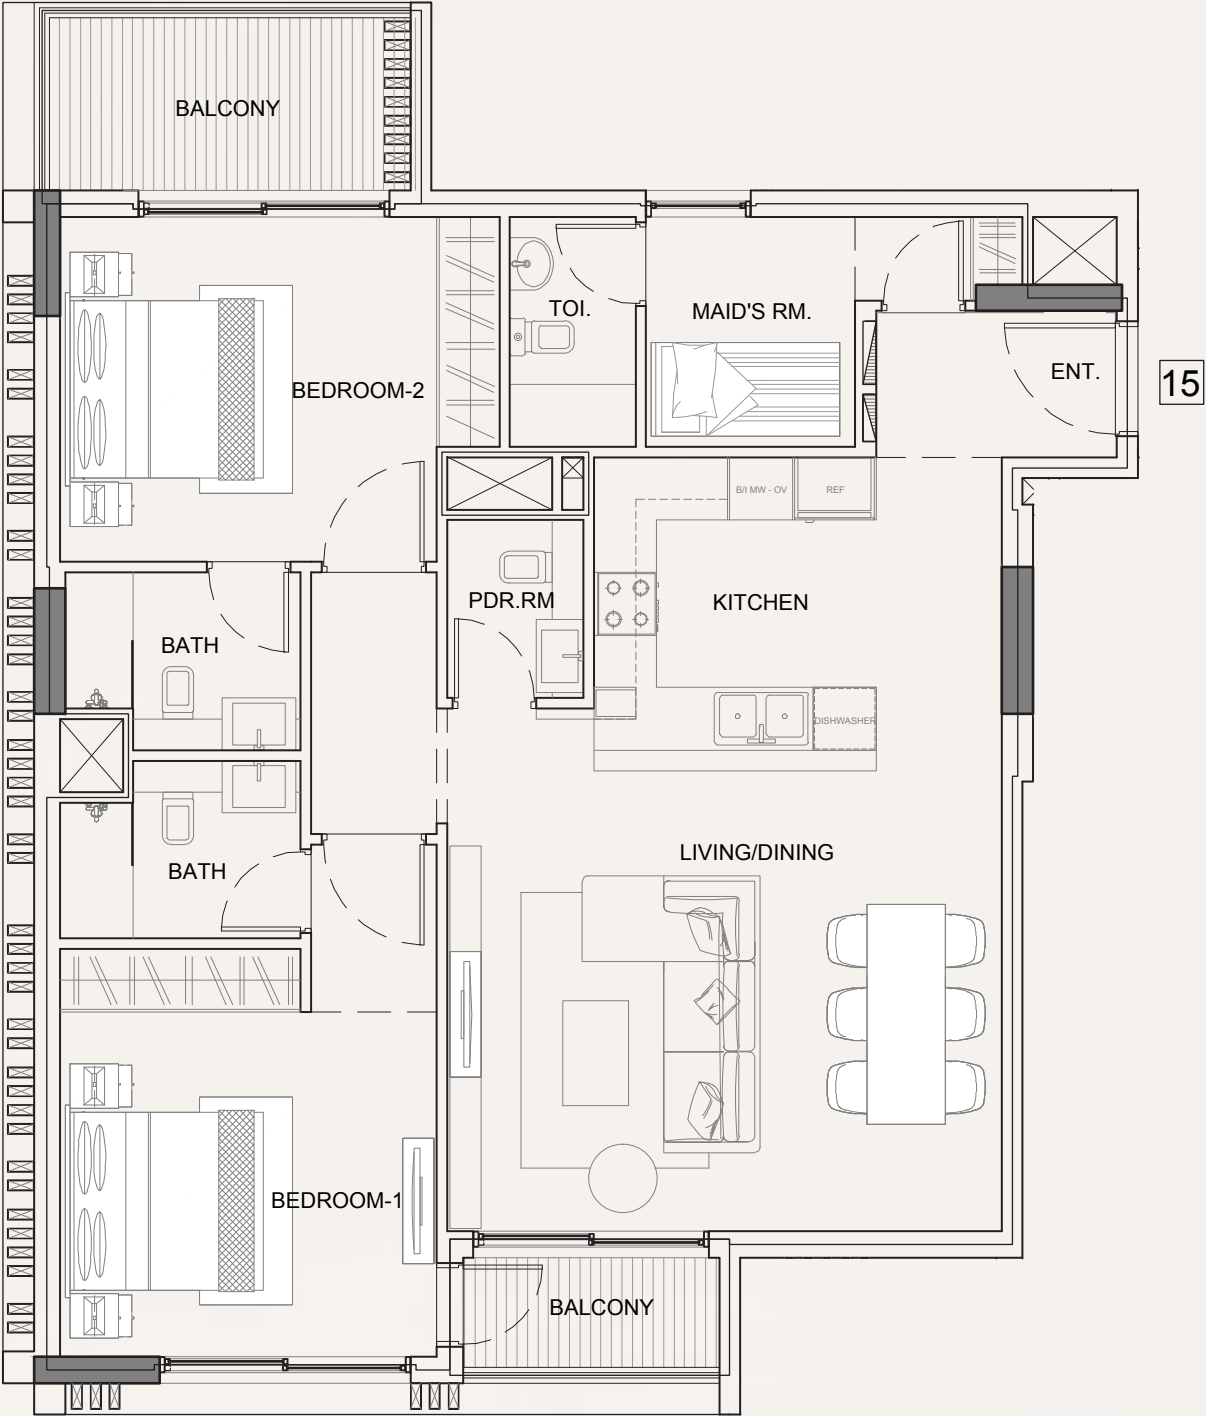 BALCONY
TOI.
MAID'S RM.
ENT.
15
BEDROOM-2
B/I MW - OV
REF
PDR.RM
KITCHEN
BATH
DISHWASHER
LIVING/DINING
BATH
BEDROOM-1
BALCONY